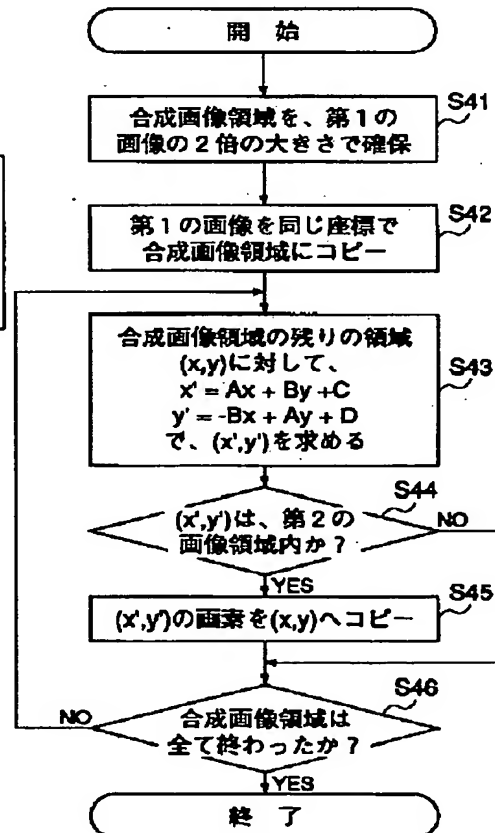 開 始
S41
合成画像領域を、第1の
画像の2倍の大きさで確保
S42
第1の画像を同じ座標で
合成画像領域にコピー
合成画像領域の残りの領域
(x,y)に対して、
x' = Ax + By +C
y' = -Bx + Ay + D
で、(x',y')を求める
S43
S44
(x',y')は、第2の
画像領域内か?
NO
YES
S45
(x',y')の画素を(x,y)へコピー
S46
NO
合成画像領域は
全て終わったか?
YES
終 了